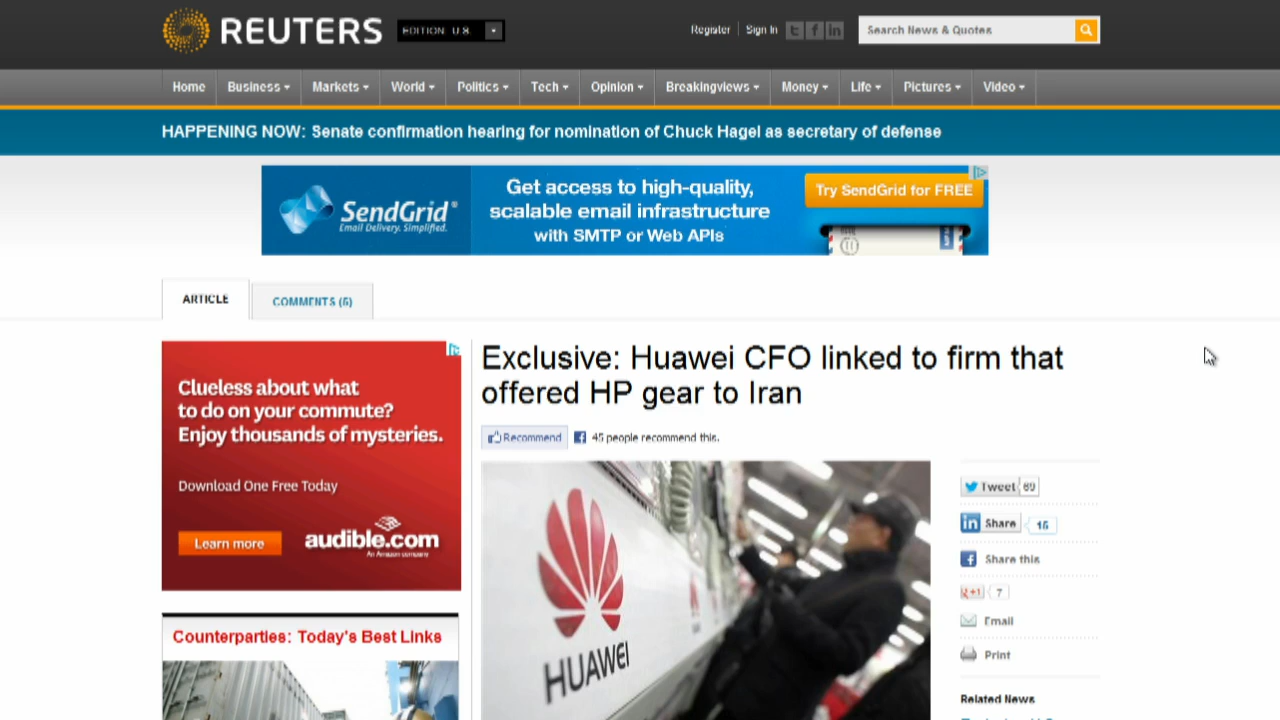 REUTERS
EDITION U.S.
Register
Sign In
Search News & Quotes
Home
Business
Markets
World
Politics
Tech
Opinion
Breakingviews
Money
Life
Pictures
Video
HAPPENING NOW: Senate confirmation hearing for nomination of Chuck Hagel as secretary of defense
SendGrid®
Email Delivery. Simplified.
Get access to high-quality,
scalable email infrastructure
with SMTP or Web APIs
Try SendGrid for FREE
ARTICLE
COMMENTS (5)
Clueless about what
to do on your commute?
Enjoy thousands of mysteries.
Download One Free Today
Learn more
audible.com
An Amazon company
Counterparties: Today's Best Links
Exclusive: Huawei CFO linked to firm that
offered HP gear to Iran
Recommend
45 people recommend this.
HUAWEI
Tweet 69
in Share 15
Share this
+1 7
Email
Print
Related News